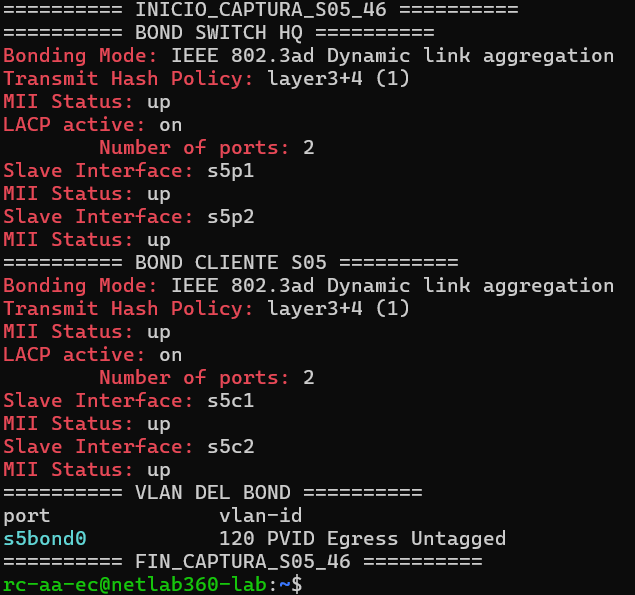 ========== INICIO_CAPTURA_S05_46 ==========
========== BOND SWITCH HQ ==========
Bonding Mode: IEEE 802.3ad Dynamic link aggregation
Transmit Hash Policy: layer3+4 (1)
MII Status: up
LACP active: on
        Number of ports: 2
Slave Interface: s5p1
MII Status: up
Slave Interface: s5p2
MII Status: up
========== BOND CLIENTE S05 ==========
Bonding Mode: IEEE 802.3ad Dynamic link aggregation
Transmit Hash Policy: layer3+4 (1)
MII Status: up
LACP active: on
        Number of ports: 2
Slave Interface: s5c1
MII Status: up
Slave Interface: s5c2
MII Status: up
========== VLAN DEL BOND ==========
port              vlan-id
s5bond0           120 PVID Egress Untagged
========== FIN_CAPTURA_S05_46 ==========
rc-aa-ec@netlab360-lab:~$